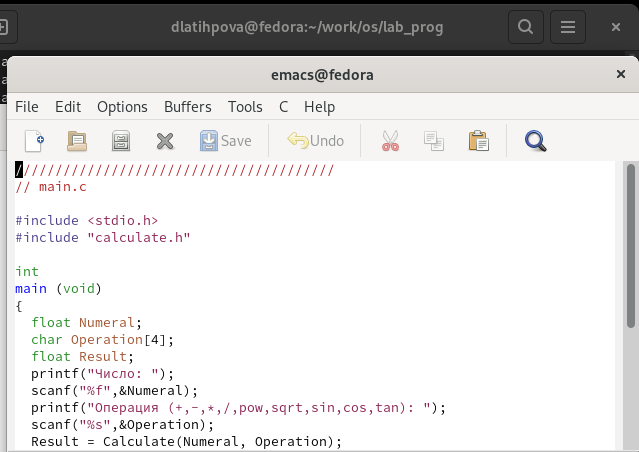 dlatihpova@fedora:~/work/os/lab_prog
emacs@fedora
File Edit Options Buffers Tools C Help
Save Undo
////////////////////////////////////////
// main.c
#include <stdio.h>
#include "calculate.h"
int
main (void)
{
float Numeral;
char Operation[4];
float Result;
printf("Число: ");
scanf("%f",&Numeral);
printf("Операция (+,-,*,/,pow,sqrt,sin,cos,tan): ");
scanf("%s",&Operation);
Result = Calculate(Numeral, Operation);